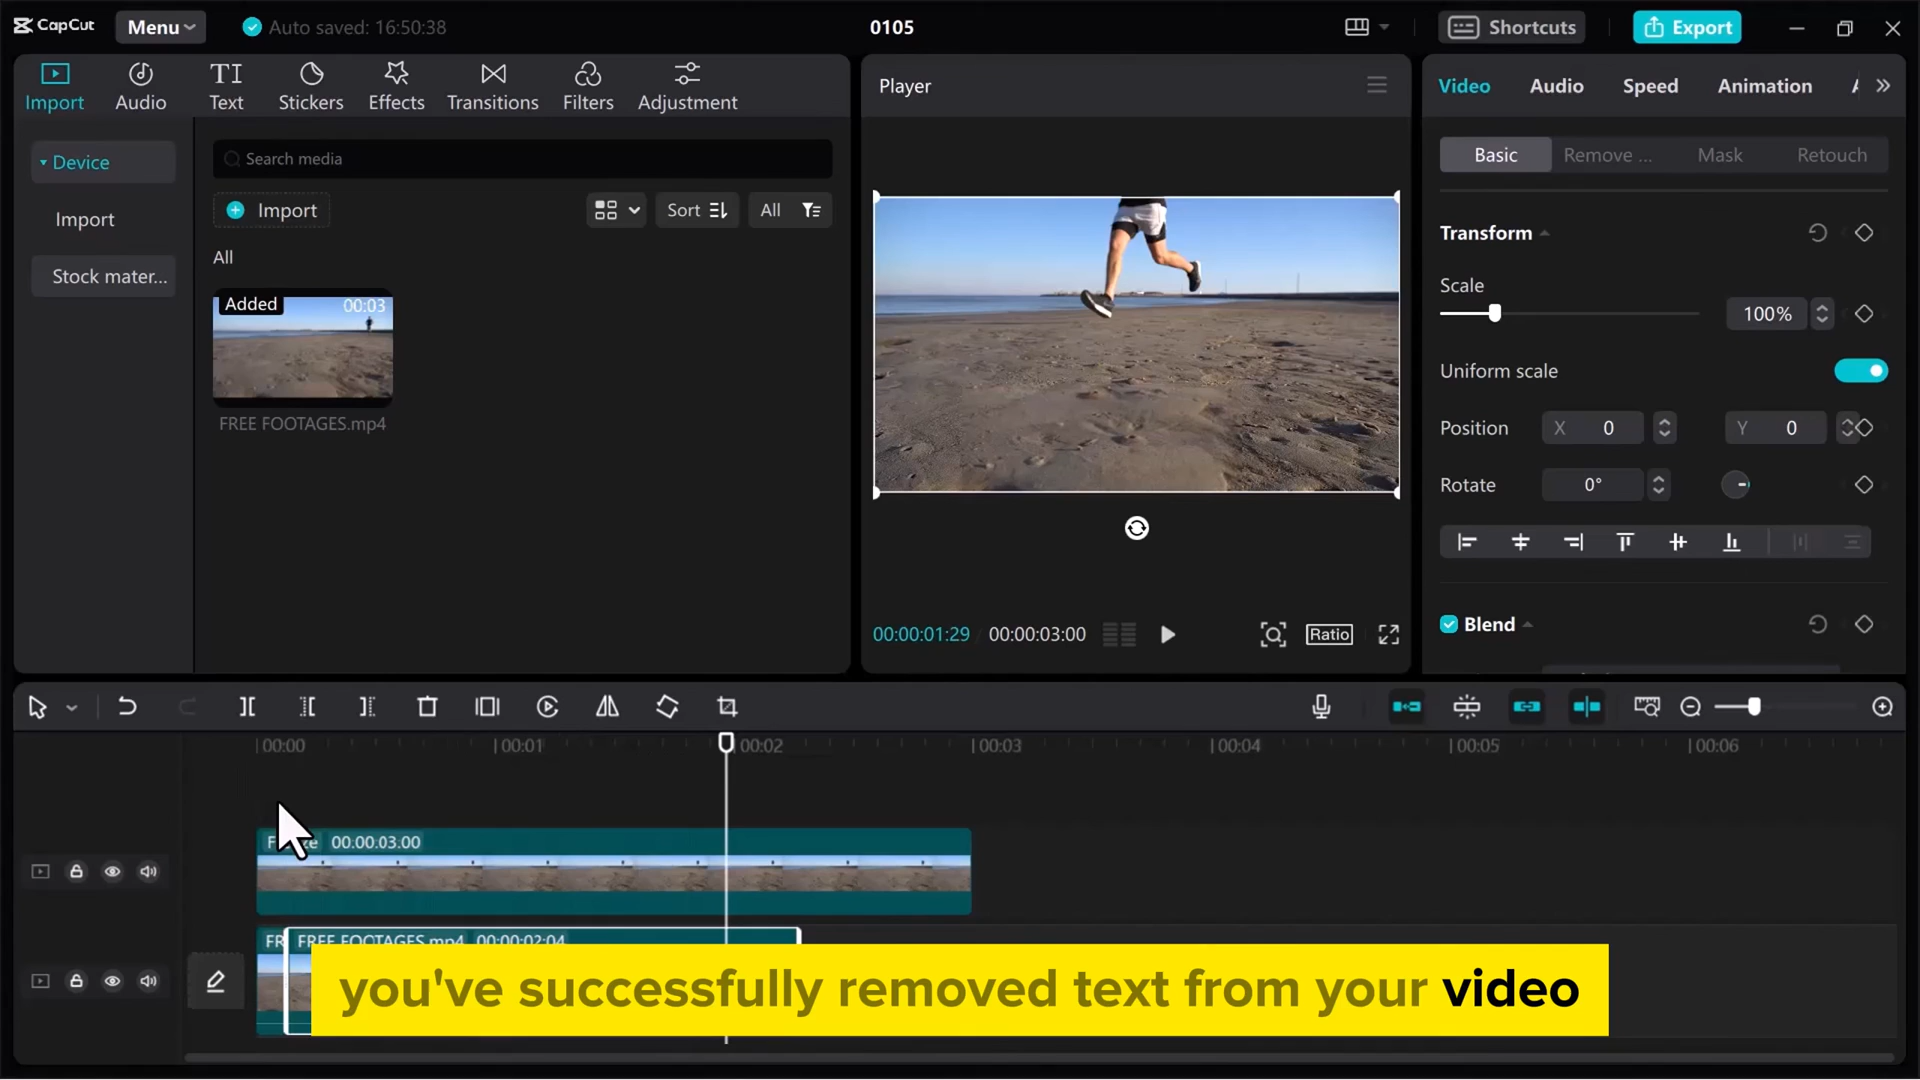 CapCut
Menu
Auto saved: 16:50:38
0105
Shortcuts
Export
Import
Audio
TI
Text
Stickers
Effects
Transitions
Filters
Adjustment
Device
Import
Stock mater...
Search media
Import
Sort
All
All
Added
00:03
FREE FOOTAGES.mp4
Player
00:00:01:29
00:00:03:00
Ratio
Video
Audio
Speed
Animation
Basic
Remove ...
Mask
Retouch
Transform
Scale
100%
Uniform scale
Position
X 0
Y 0
Rotate
0°
Blend
00:00
00:01
00:02
00:03
00:04
00:05
00:06
00:00:03:00
FR
FREE FOOTAGES.mp4 00:00:02:04
you've successfully removed text from your video